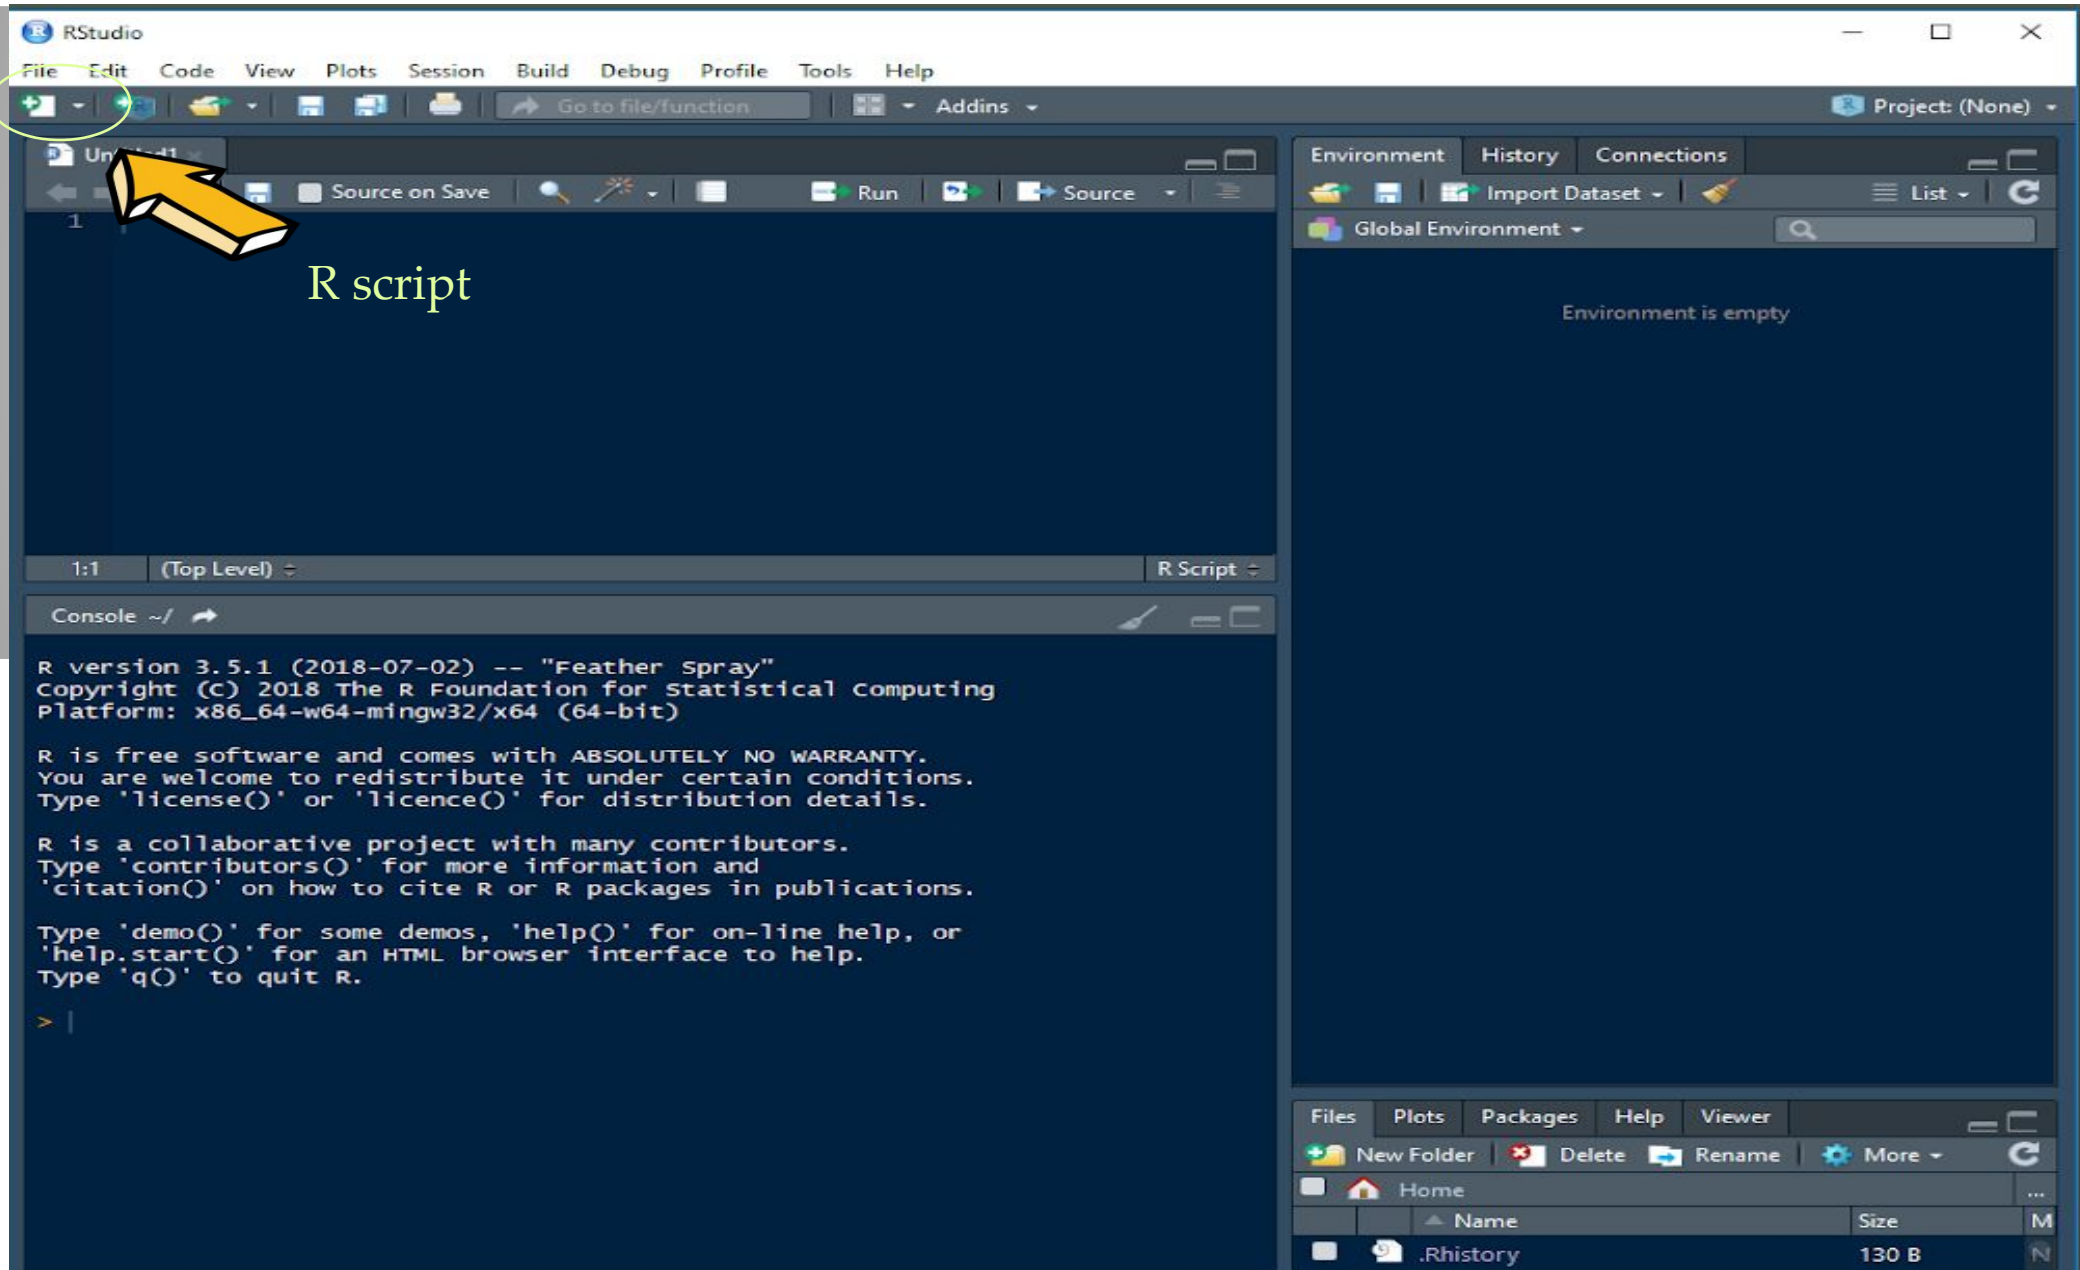 RStudio
File Edit Code View Plots Session Build Debug Profile Tools Help
Go to file/function Addins Project: (None)
Source on Save Run Source
1
R script
1:1 (Top Level) R Script
Console ~/
R version 3.5.1 (2018-07-02) -- "Feather Spray"
Copyright (C) 2018 The R Foundation for Statistical Computing
Platform: x86_64-w64-mingw32/x64 (64-bit)
R is free software and comes with ABSOLUTELY NO WARRANTY.
You are welcome to redistribute it under certain conditions.
Type 'license()' or 'licence()' for distribution details.
R is a collaborative project with many contributors.
Type 'contributors()' for more information and
'citation()' on how to cite R or R packages in publications.
Type 'demo()' for some demos, 'help()' for on-line help, or
'help.start()' for an HTML browser interface to help.
Type 'q()' to quit R.
>
Environment History Connections
Import Dataset List
Global Environment
Environment is empty
Files Plots Packages Help Viewer
New Folder Delete Rename More
Home ...
Name Size M
.Rhistory 130 B N